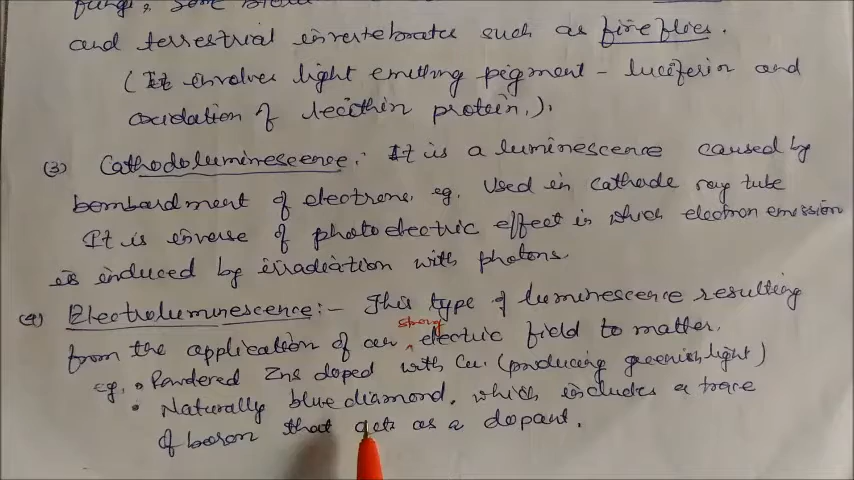 fungi, some
and terrestrial invertebrates such as fireflies.
(It involves light emitting pigment - luciferin and
oxidation of lecithin protein.).
(3) Cathodoluminescence. It is a luminescence caused by
bombardment of electrons. eg. Used in cathode ray tube
It is inverse of photoelectric effect in which electron emission
is induced by irradiation with photons.
(4) Electroluminescence:- This type of luminescence resulting
strong
from the application of an electric field to matter.
eg. • Powdered ZnS doped with Cu. (producing greenish light)
• Naturally blue diamond, which includes a trace
of boron that acts as a dopant.